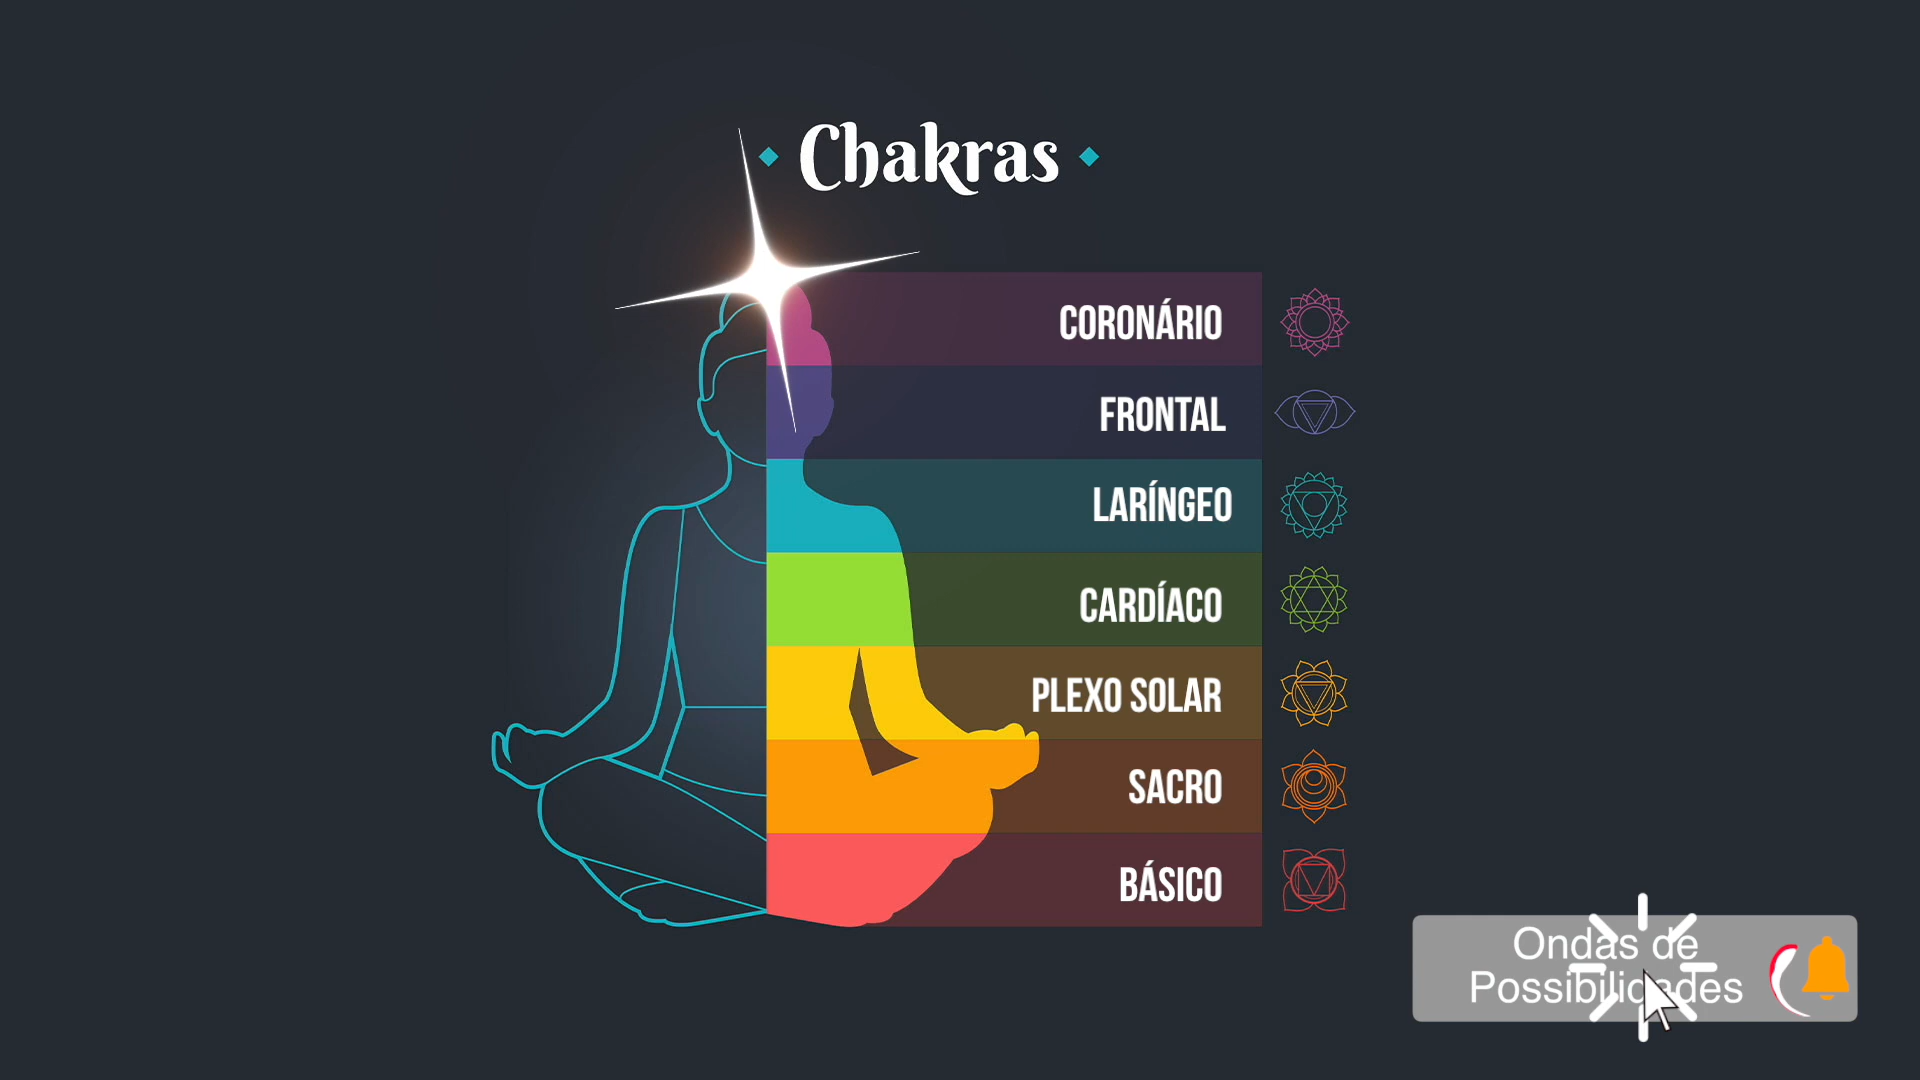 Chakras
CORONÁRIO
FRONTAL
LARÍNGEO
CARDÍACO
PLEXO SOLAR
SACRO
BÁSICO
Ondas de
Possibilidades